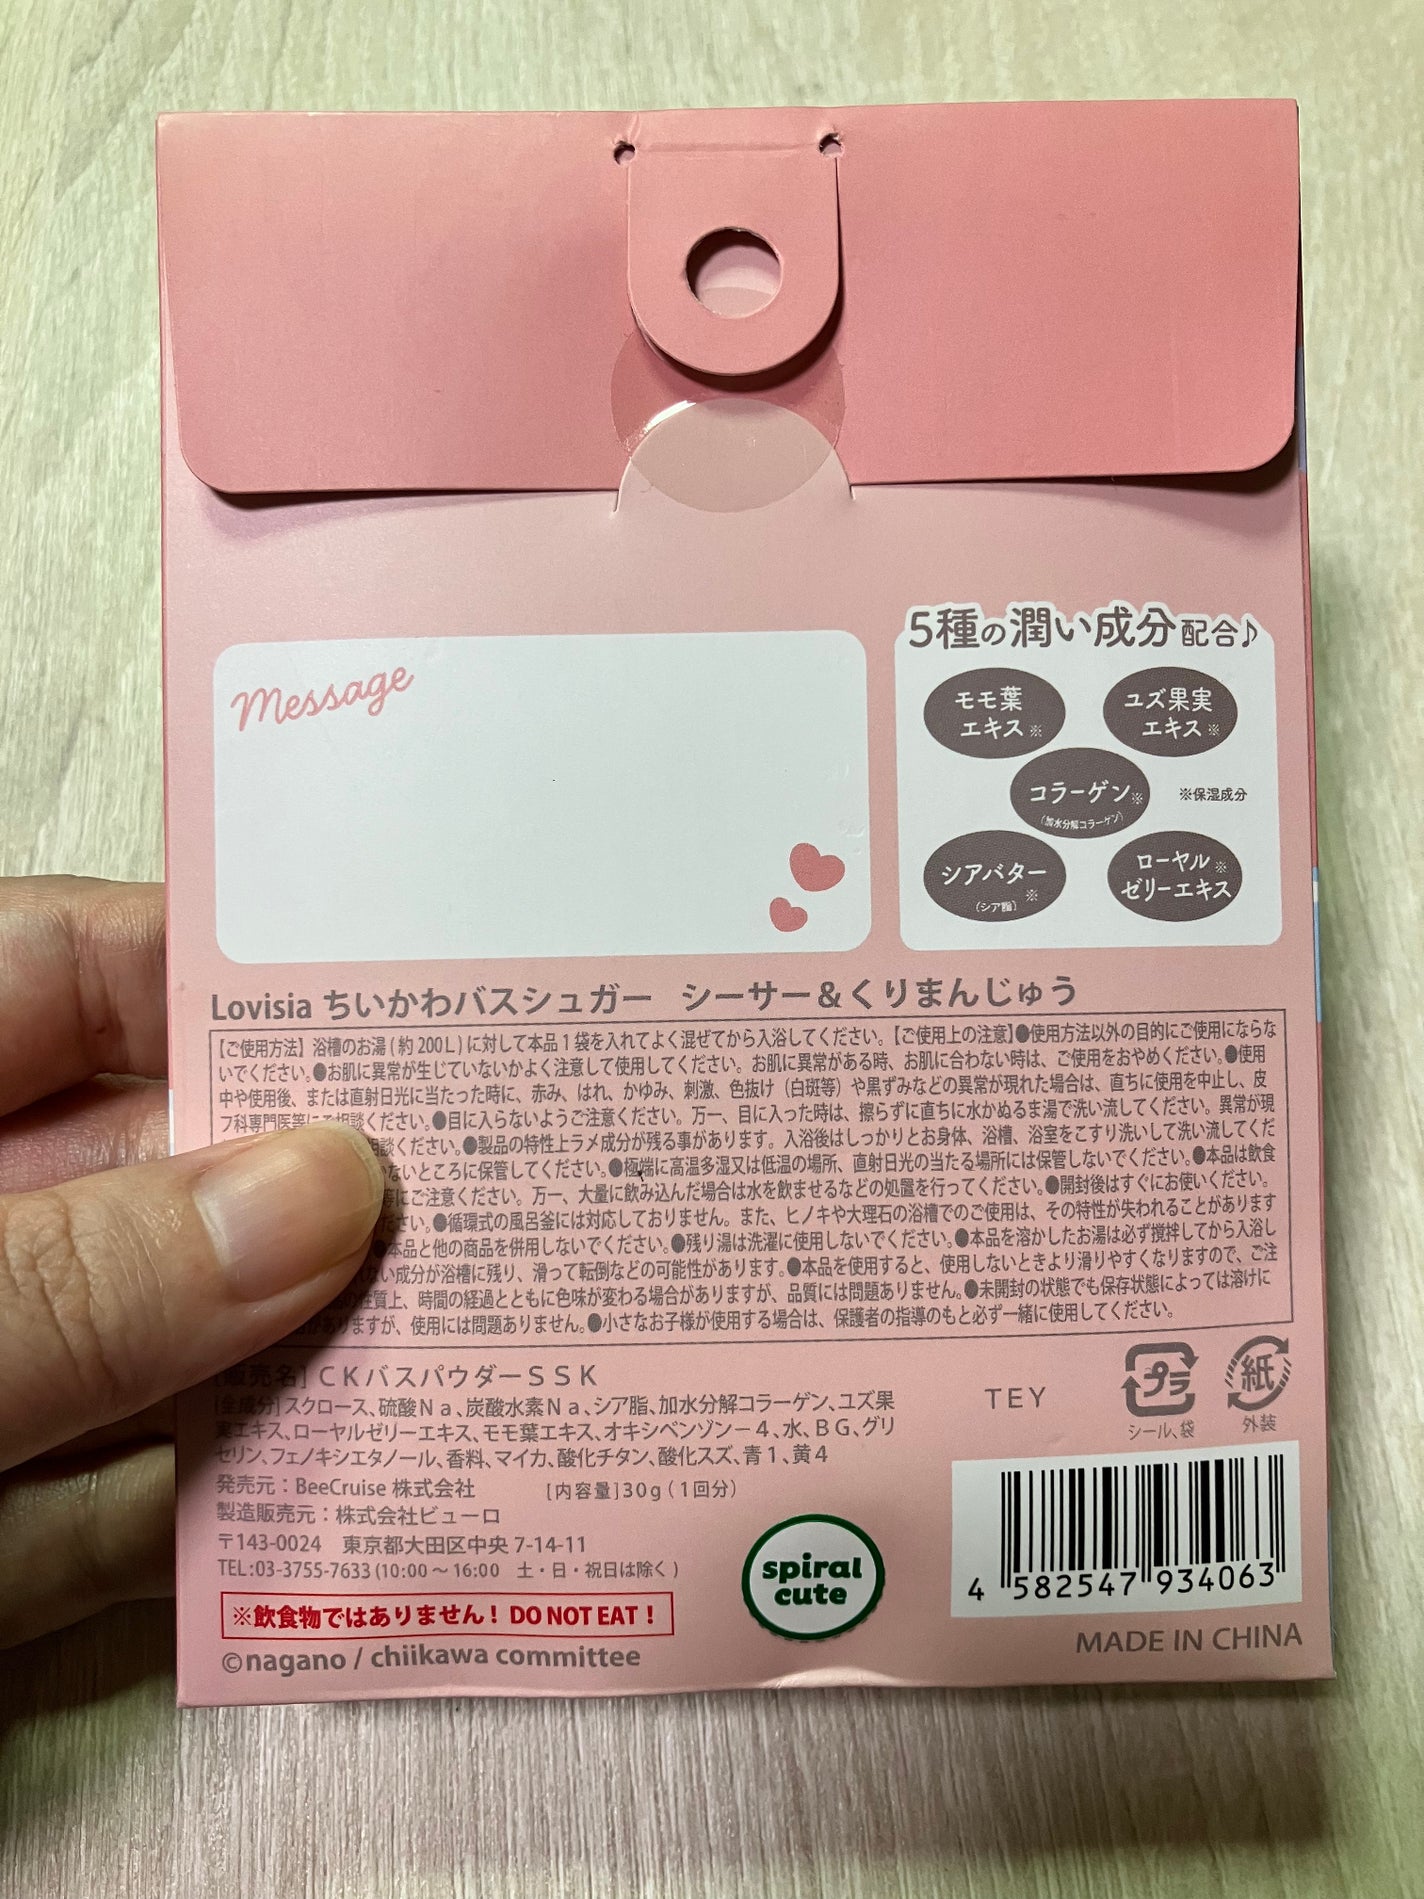 5種の潤い成分配合♪
Message
モモ葉
エキス※
ユズ果実
エキス※
コラーゲン※
(加水分解コラーゲン)
※保湿成分
シアバター
※
(シア脂)
ローヤル※
ゼリーエキス
Lovisia ちいかわバスシュガー　シーサー＆くりまんじゅう
【ご使用方法】浴槽のお湯(約200L)に対して本品1袋を入れてよく混ぜてから入浴してください。【ご使用上の注意】●使用方法以外の目的にご使用にならな
いでください。●お肌に異常が生じていないかよく注意して使用してください。お肌に異常がある時、お肌に合わない時は、ご使用をおやめください。●使用
中や使用後、または直射日光に当たった時に、赤み、はれ、かゆみ、刺激、色抜け（白斑等）や黒ずみなどの異常が現れた場合は、直ちに使用を中止し、皮
フ科専門医等にご相談ください。●目に入らないようご注意ください。万一、目に入った時は、擦らずに直ちに水かぬるま湯で洗い流してください。異常が現
相談ください。●製品の特性上ラメ成分が残る事があります。入浴後はしっかりとお身体、浴槽、浴室をこすり洗いして洗い流してくだ
ないところに保管してください。●極端に高温多湿又は低温の場所、直射日光の当たる場所には保管しないでください。●本品は飲食
等にご注意ください。万一、大量に飲み込んだ場合は水を飲ませるなどの処置を行ってください。●開封後はすぐにお使いください。
ださい。●循環式の風呂釜には対応しておりません。また、ヒノキや大理石の浴槽でのご使用は、その特性が失われることがあります
●本品と他の商品を併用しないでください。●残り湯は洗濯に使用しないでください。●本品を溶かしたお湯は必ず撹拌してから入浴し
ない成分が浴槽に残り、滑って転倒などの可能性があります。●本品を使用すると、使用しないときより滑りやすくなりますので、ご注
の性質上、時間の経過とともに色味が変わる場合がありますが、品質には問題ありません。●未開封の状態でも保存状態によっては溶けに
がありますが、使用には問題ありません。●小さなお子様が使用する場合は、保護者の指導のもと必ず一緒に使用してください。
[販売名] ＣＫバスパウダーＳＳＫ
[全成分] スクロース、硫酸Ｎａ、炭酸水素Ｎａ、シア脂、加水分解コラーゲン、ユズ果
実エキス、ローヤルゼリーエキス、モモ葉エキス、オキシベンゾン－４、水、ＢＧ、グリ
セリン、フェノキシエタノール、香料、マイカ、酸化チタン、酸化スズ、青１、黄４
発売元：BeeCruise 株式会社　[内容量]30g（1回分）
製造販売元：株式会社ビューロ
〒143-0024　東京都大田区中央 7-14-11
TEL:03-3755-7633 (10:00～16:00　土・日・祝日は除く)
※飲食物ではありません！ DO NOT EAT！
©nagano / chiikawa committee
TEY
プラ
シール、袋
紙
外装
spiral
cute
4 582547 934063
MADE IN CHINA